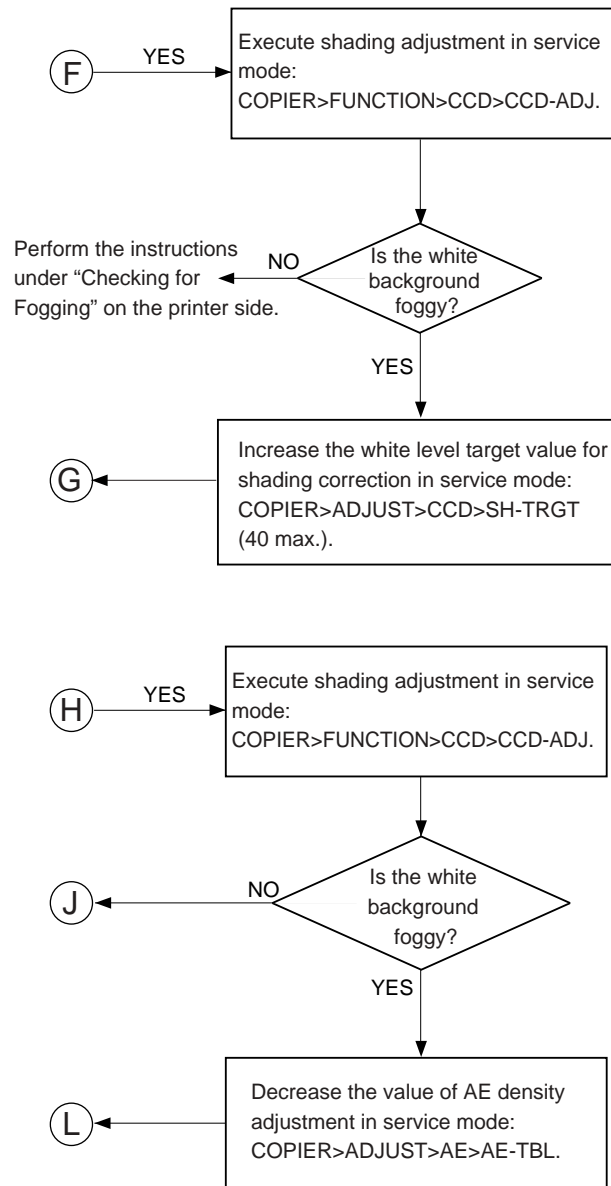 F
YES
Execute shading adjustment in service
mode:
COPIER>FUNCTION>CCD>CCD-ADJ.
Perform the instructions
under “Checking for
Fogging” on the printer side.
NO
Is the white
background
foggy?
YES
G
Increase the white level target value for
shading correction in service mode:
COPIER>ADJUST>CCD>SH-TRGT
(40 max.).
H
YES
Execute shading adjustment in service
mode:
COPIER>FUNCTION>CCD>CCD-ADJ.
J
NO
Is the white
background
foggy?
YES
L
Decrease the value of AE density
adjustment in service mode:
COPIER>ADJUST>AE>AE-TBL.